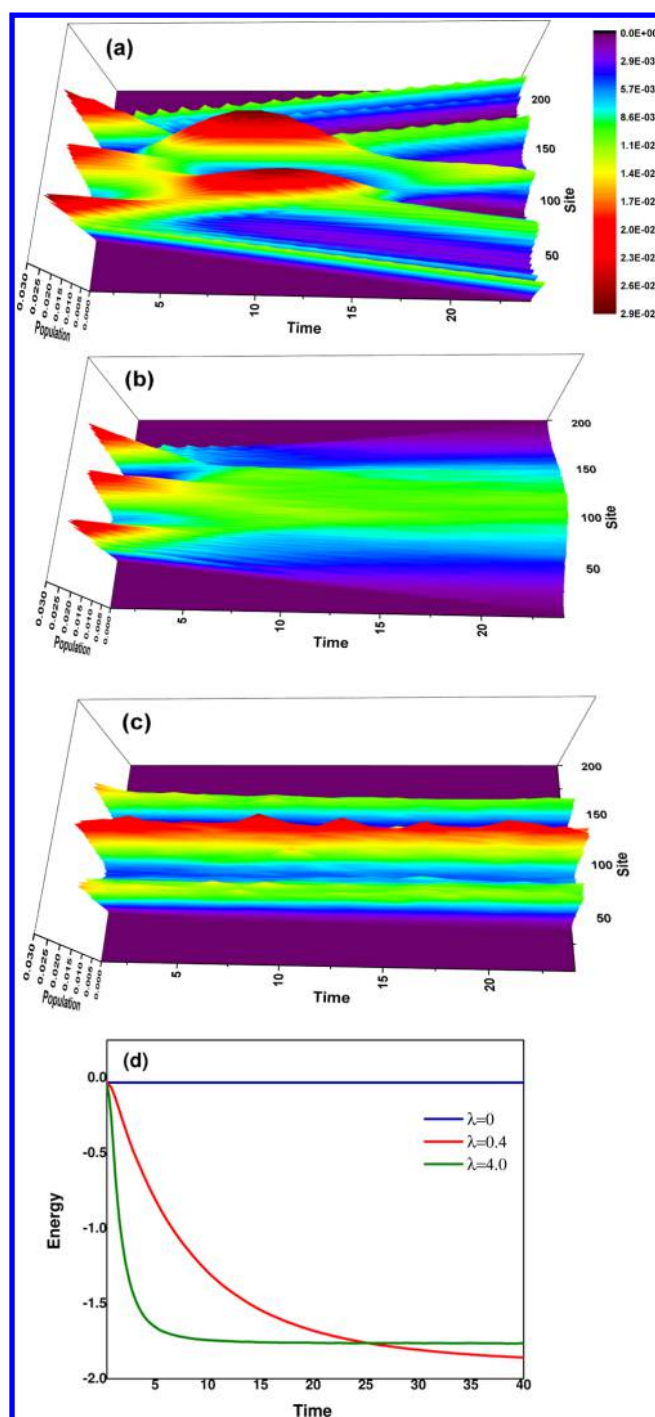 (a)
0.0E+00
2.9E-03
5.7E-03
8.6E-03
1.1E-02
1.4E-02
1.7E-02
2.0E-02
2.3E-02
2.6E-02
2.9E-02
200
150
100
50
Site
0.030
0.025
0.020
0.015
0.010
0.005
0.000
Population
5
10
15
20
Time
(b)
200
150
100
50
Site
0.030
0.025
0.020
0.015
0.010
0.005
0.000
Population
5
10
15
20
Time
(c)
200
150
100
50
Site
0.030
0.025
0.020
0.015
0.010
0.005
0.000
Population
5
10
15
20
Time
(d)
0.0
-0.5
-1.0
-1.5
-2.0
Energy
λ=0
λ=0.4
λ=4.0
5 10 15 20 25 30 35 40
Time